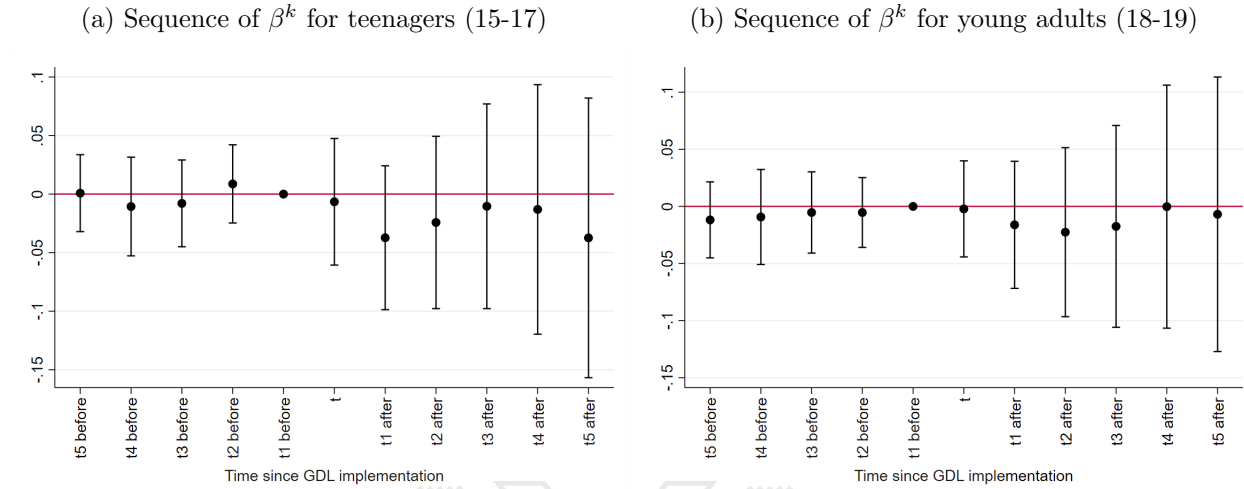 (a) Sequence of β^k for teenagers (15-17)
.1
.05
0
-.05
-.1
-.15
t5 before
t4 before
t3 before
t2 before
t1 before
t
t1 after
t2 after
t3 after
t4 after
t5 after
Time since GDL implementation
(b) Sequence of β^k for young adults (18-19)
.1
.05
0
-.05
-.1
-.15
t5 before
t4 before
t3 before
t2 before
t1 before
t
t1 after
t2 after
t3 after
t4 after
t5 after
Time since GDL implementation